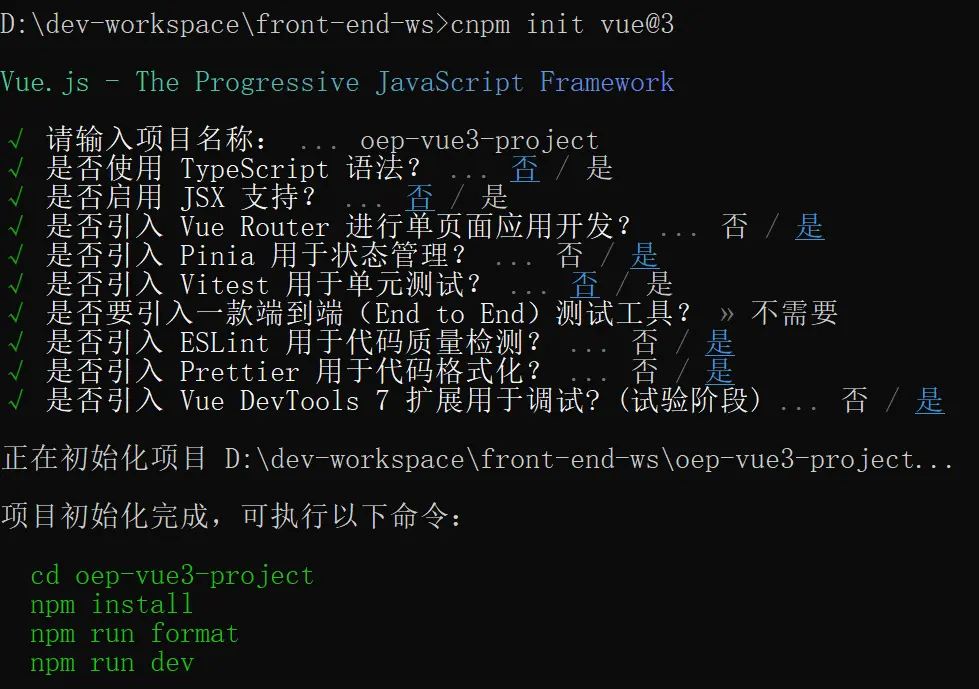 D:\dev-workspace\front-end-ws>cnpm init vue@3
Vue.js - The Progressive JavaScript Framework
√ 请输入项目名称： ... oep-vue3-project
√ 是否使用 TypeScript 语法？ ... 否 / 是
√ 是否启用 JSX 支持？ ... 否 / 是
√ 是否引入 Vue Router 进行单页面应用开发？ ... 否 / 是
√ 是否引入 Pinia 用于状态管理？ ... 否 / 是
√ 是否引入 Vitest 用于单元测试？ ... 否 / 是
√ 是否要引入一款端到端（End to End）测试工具？ » 不需要
√ 是否引入 ESLint 用于代码质量检测？ ... 否 / 是
√ 是否引入 Prettier 用于代码格式化？ ... 否 / 是
√ 是否引入 Vue DevTools 7 扩展用于调试? (试验阶段) ... 否 / 是
正在初始化项目 D:\dev-workspace\front-end-ws\oep-vue3-project...
项目初始化完成，可执行以下命令：
cd oep-vue3-project
npm install
npm run format
npm run dev